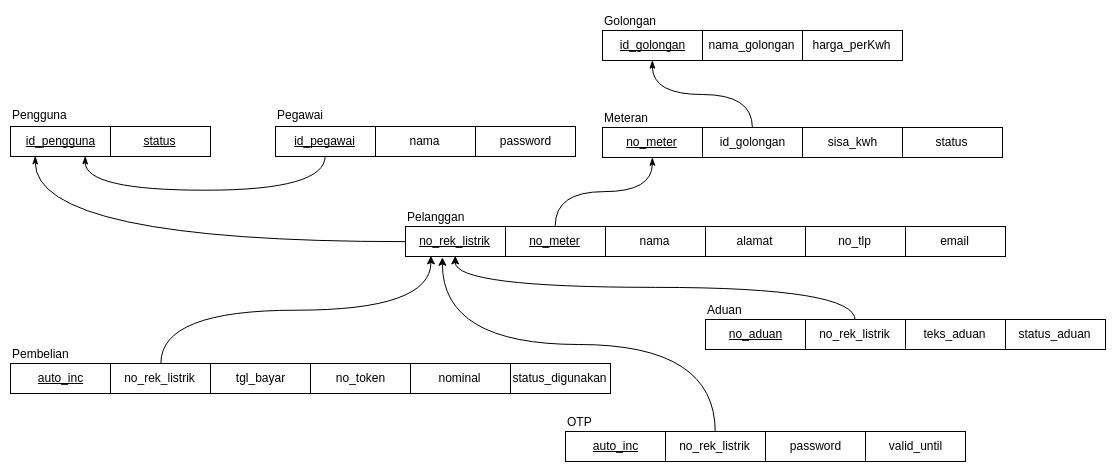 Golongan
id_golongan nama_golongan harga_perKwh
Pengguna
id_pengguna status
Pegawai
id_pegawai nama password
Meteran
no_meter id_golongan sisa_kwh status
Pelanggan
no_rek_listrik no_meter nama alamat no_tlp email
Aduan
no_aduan no_rek_listrik teks_aduan status_aduan
Pembelian
auto_inc no_rek_listrik tgl_bayar no_token nominal status_digunakan
OTP
auto_inc no_rek_listrik password valid_until